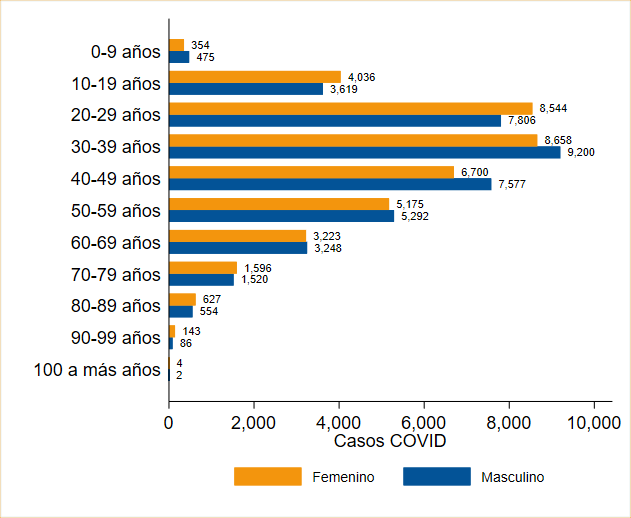 0-9 años
354
475
10-19 años
4,036
3,619
20-29 años
8,544
7,806
30-39 años
8,658
9,200
40-49 años
6,700
7,577
50-59 años
5,175
5,292
60-69 años
3,223
3,248
70-79 años
1,596
1,520
80-89 años
627
554
90-99 años
143
86
100 a más años
4
2
0 2,000 4,000 6,000 8,000 10,000
Casos COVID
Femenino Masculino